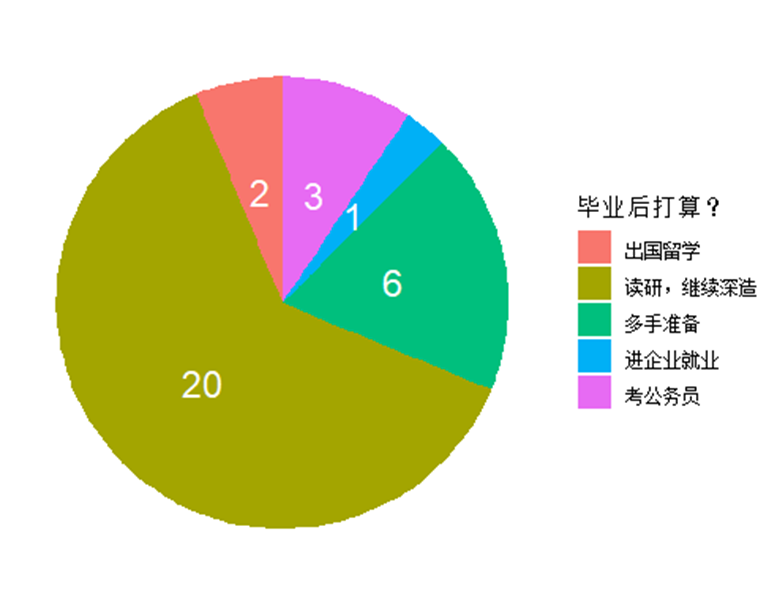 2
3
1
6
20
毕业后打算？
出国留学
读研，继续深造
多手准备
进企业就业
考公务员